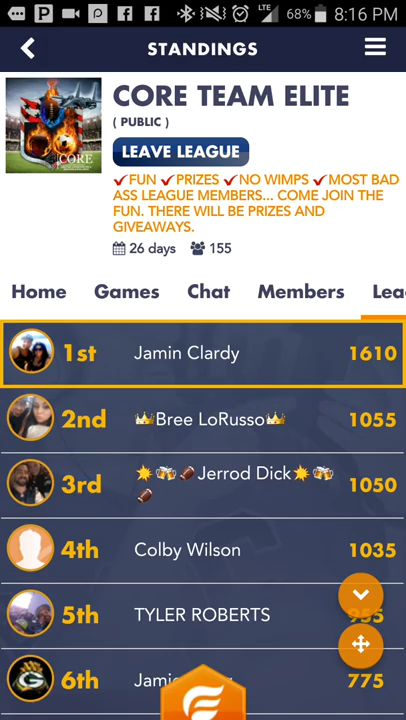 LTE 68% 8:16 PM
STANDINGS
CORE TEAM ELITE
( PUBLIC )
LEAVE LEAGUE
✓FUN ✓PRIZES ✓NO WIMPS ✓MOST BAD
ASS LEAGUE MEMBERS... COME JOIN THE
FUN. THERE WILL BE PRIZES AND
GIVEAWAYS.
CORE
26 days 155
Home Games Chat Members Lea
1st Jamin Clardy 1610
2nd 👑Bree LoRusso👑 1055
3rd ☀️🍻🏈Jerrod Dick☀️🍻
🏈 1050
4th Colby Wilson 1035
5th TYLER ROBERTS 955
6th 775